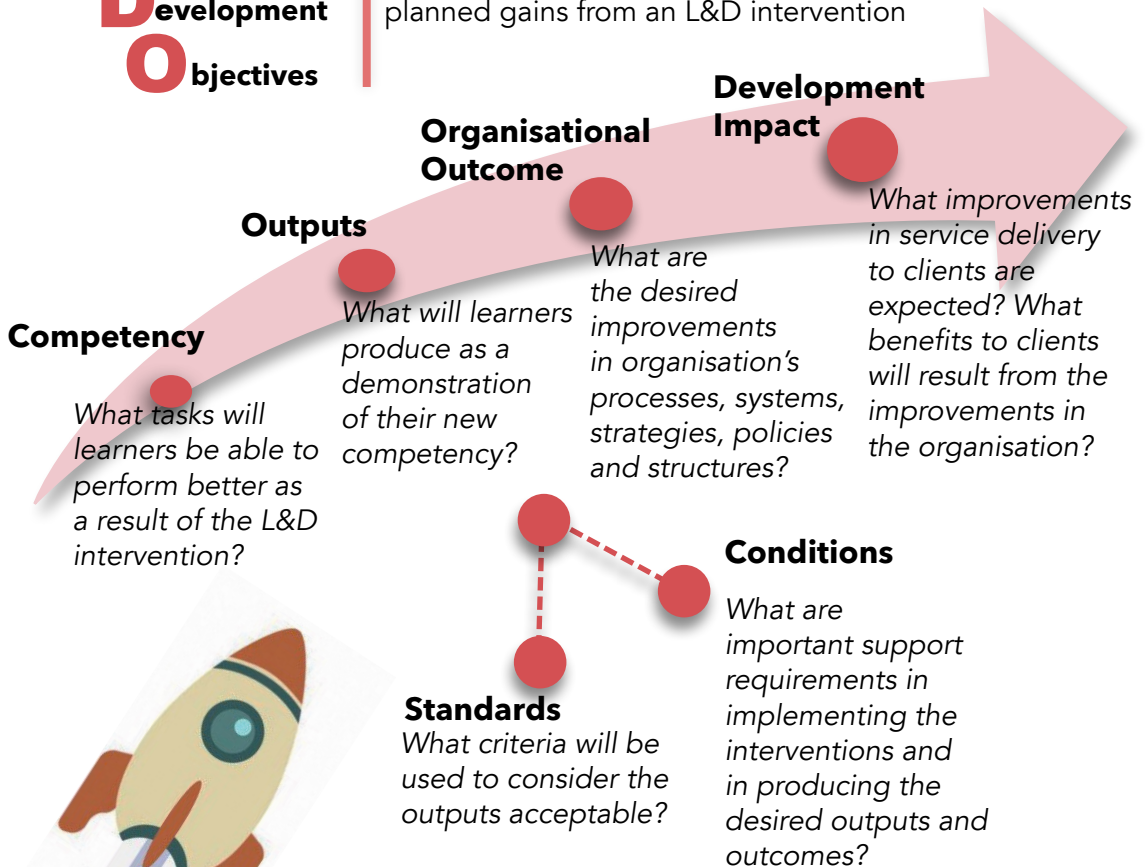 Development
Objectives
planned gains from an L&D intervention
Competency
What tasks will
learners be able to
perform better as
a result of the L&D
intervention?
Outputs
What will learners
produce as a
demonstration
of their new
competency?
Organisational
Outcome
What are
the desired
improvements
in organisation’s
processes, systems,
strategies, policies
and structures?
Development
Impact
What improvements
in service delivery
to clients are
expected? What
benefits to clients
will result from the
improvements in
the organisation?
Standards
What criteria will be
used to consider the
outputs acceptable?
Conditions
What are
important support
requirements in
implementing the
interventions and
in producing the
desired outputs and
outcomes?